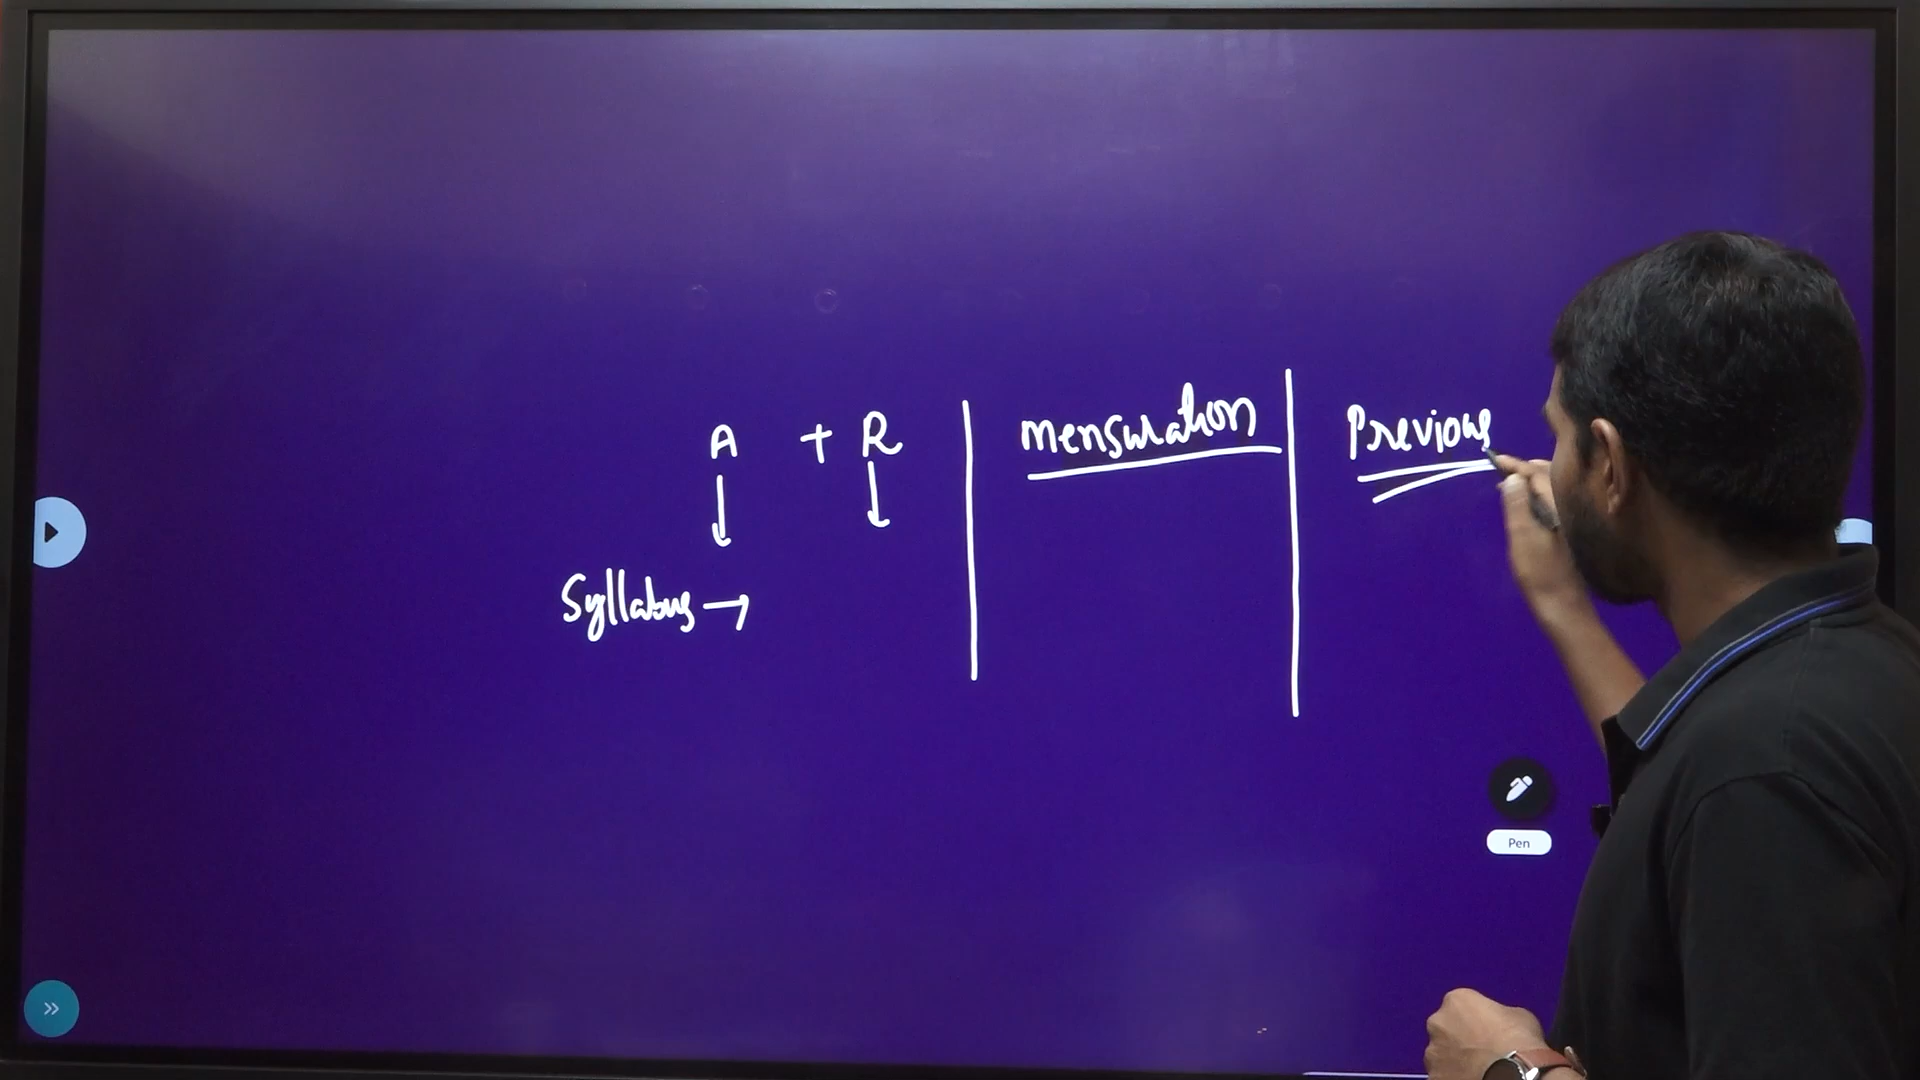 A + R mensuration Previous
Syllabus →
Pen